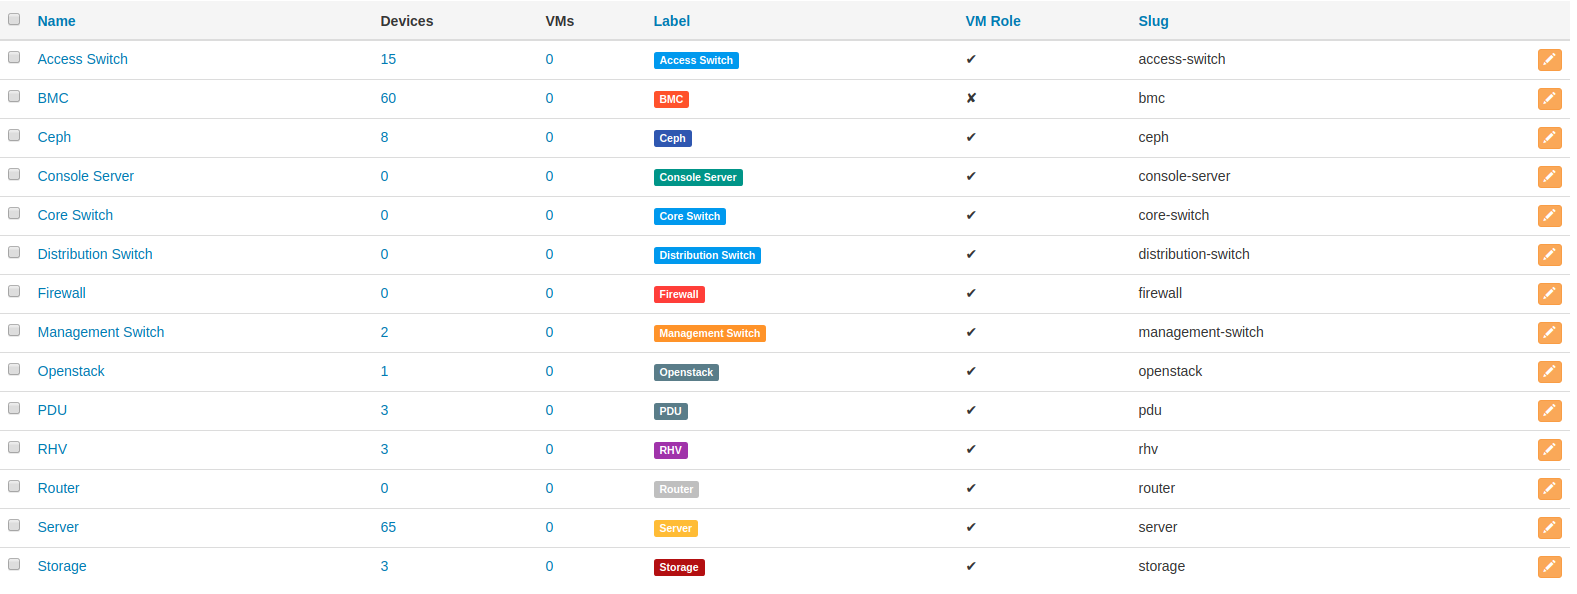 Name Devices VMs Label VM Role Slug
Access Switch 15 0 Access Switch ✔ access-switch
BMC 60 0 BMC ✘ bmc
Ceph 8 0 Ceph ✔ ceph
Console Server 0 0 Console Server ✔ console-server
Core Switch 0 0 Core Switch ✔ core-switch
Distribution Switch 0 0 Distribution Switch ✔ distribution-switch
Firewall 0 0 Firewall ✔ firewall
Management Switch 2 0 Management Switch ✔ management-switch
Openstack 1 0 Openstack ✔ openstack
PDU 3 0 PDU ✔ pdu
RHV 3 0 RHV ✔ rhv
Router 0 0 Router ✔ router
Server 65 0 Server ✔ server
Storage 3 0 Storage ✔ storage